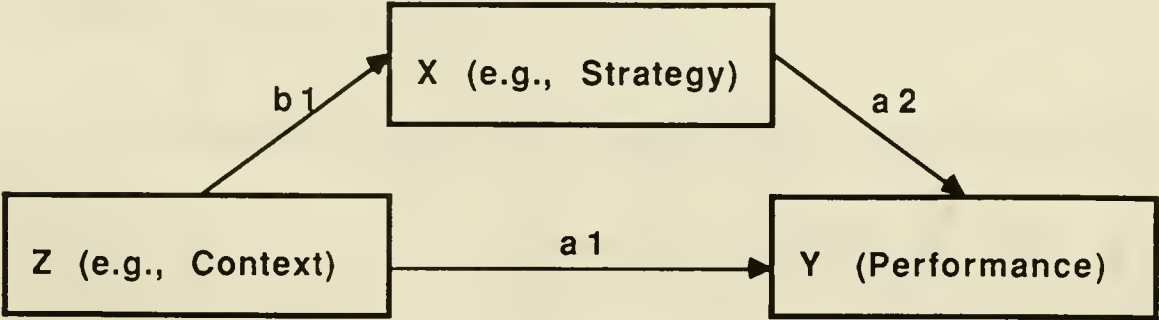 X (e.g., Strategy)
b1
a2
Z (e.g., Context)
a1
Y (Performance)